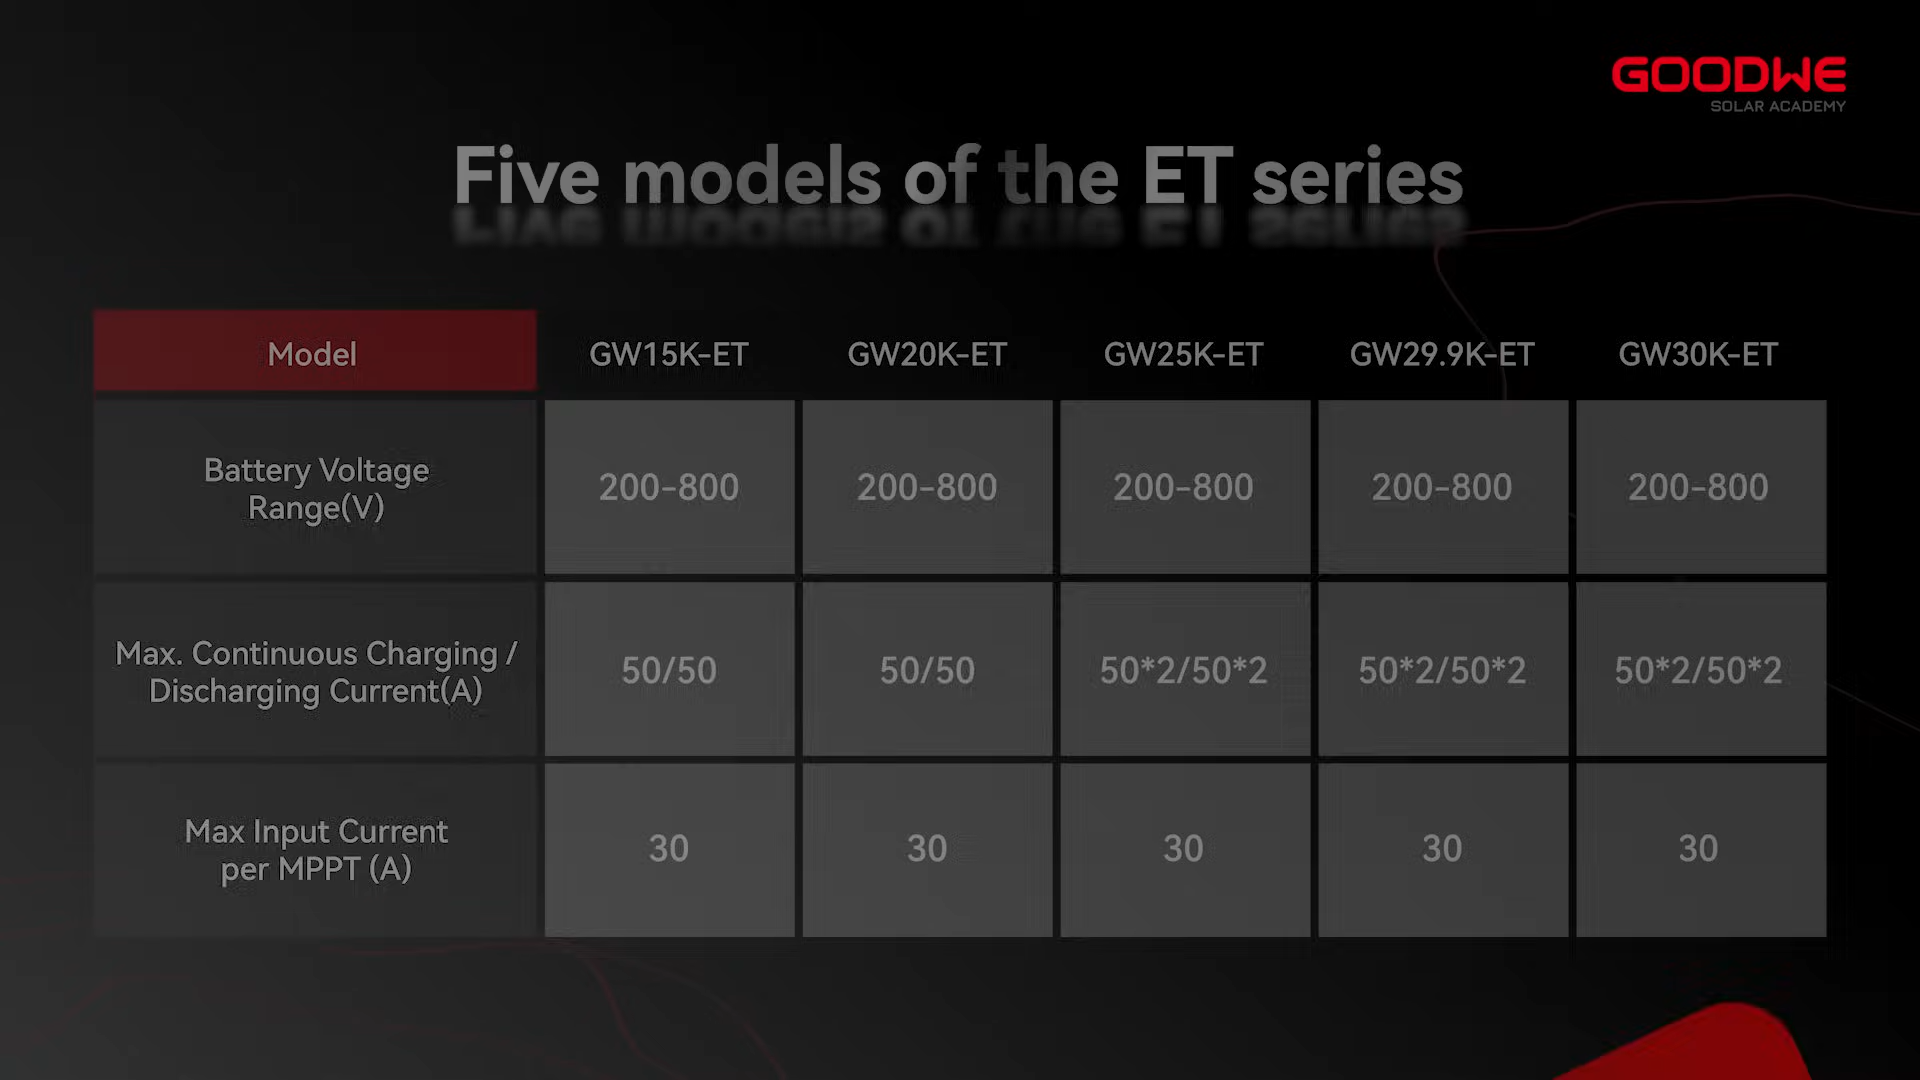 GOODWE
SOLAR ACADEMY
Five models of the ET series
Model GW15K-ET GW20K-ET GW25K-ET GW29.9K-ET GW30K-ET
Battery Voltage
Range(V) 200-800 200-800 200-800 200-800 200-800
Max. Continuous Charging /
Discharging Current(A) 50/50 50/50 50*2/50*2 50*2/50*2 50*2/50*2
Max Input Current
per MPPT (A) 30 30 30 30 30